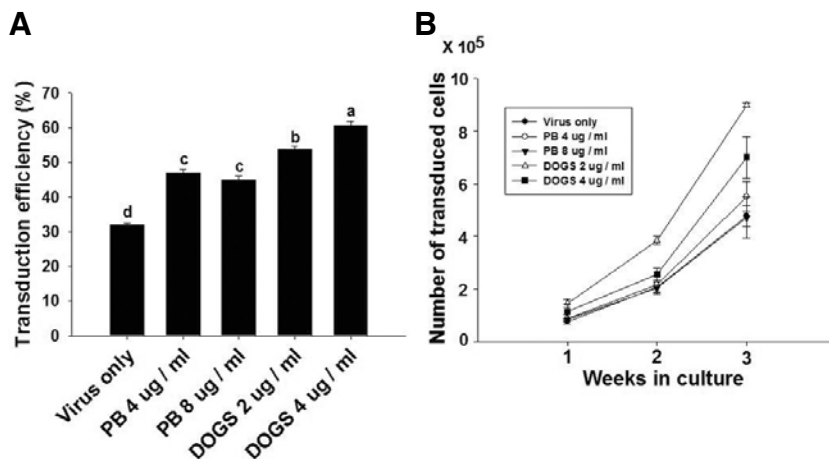 A
Transduction efficiency (%)
70
60
50
40
30
20
10
0
d
c
c
b
a
Virus only
PB 4 ug / ml
PB 8 ug / ml
DOGS 2 ug / ml
DOGS 4 ug / ml
B
X 10⁵
Number of transduced cells
10
8
6
4
2
0
Virus only
PB 4 ug / ml
PB 8 ug / ml
DOGS 2 ug / ml
DOGS 4 ug / ml
1 2 3
Weeks in culture